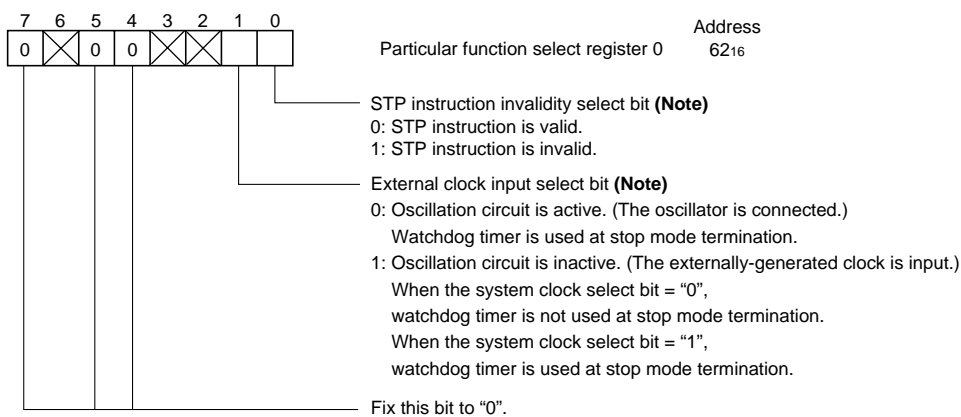 7 6 5 4 3 2 1 0
Address
0 0 0
Particular function select register 0 62₁₆
STP instruction invalidity select bit (Note)
0: STP instruction is valid.
1: STP instruction is invalid.
External clock input select bit (Note)
0: Oscillation circuit is active. (The oscillator is connected.)
Watchdog timer is used at stop mode termination.
1: Oscillation circuit is inactive. (The externally-generated clock is input.)
When the system clock select bit = “0”,
watchdog timer is not used at stop mode termination.
When the system clock select bit = “1”,
watchdog timer is used at stop mode termination.
Fix this bit to “0”.